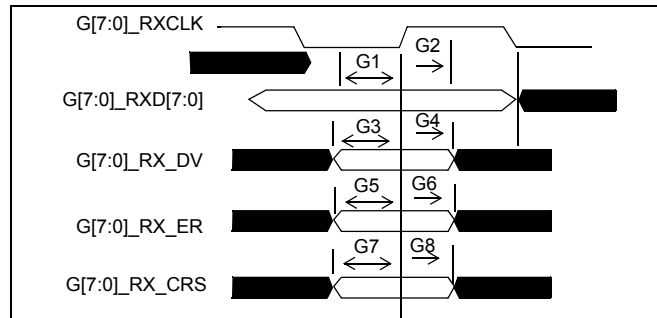 G[7:0]_RXCLK
G1 G2
G[7:0]_RXD[7:0]
G3 G4
G[7:0]_RX_DV
G5 G6
G[7:0]_RX_ER
G7 G8
G[7:0]_RX_CRS